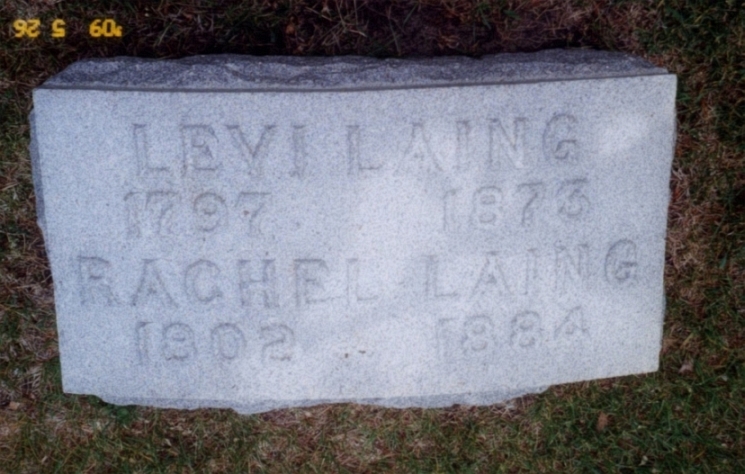 '09 5 26
LEVI LAING
1797 1873
RACHEL LAING
1802 1884